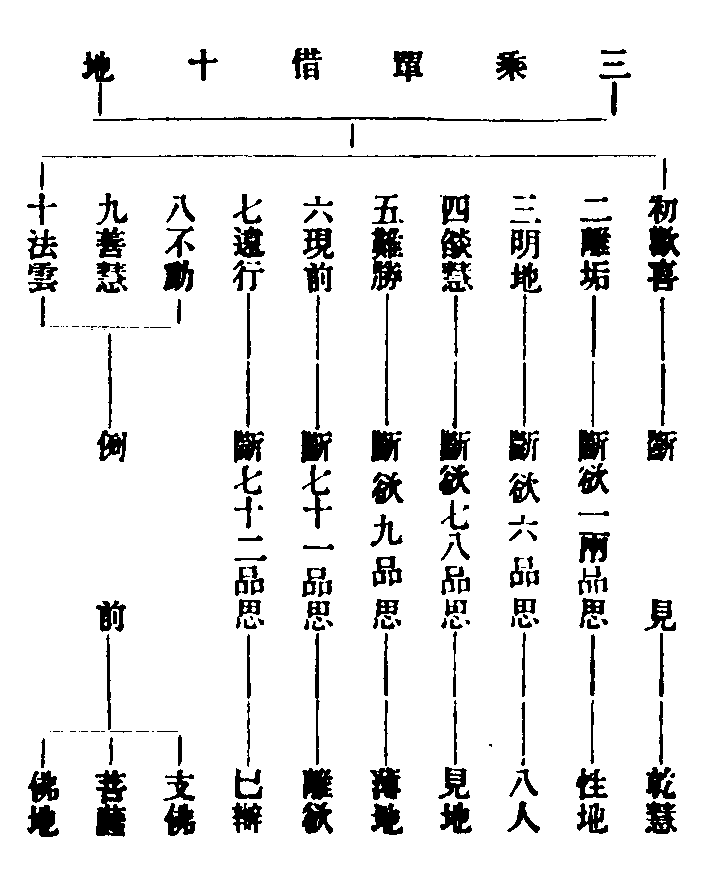 三乘單借十地
初歡喜
二離垢
三明地
四燄慧
五難勝
六現前
七遠行
八不動
九善慧
十法雲
斷見
斷欲一兩品思
斷欲六品思
斷欲七八品思
斷欲九品思
斷七十一品思
斷七十二品思
例前
乾慧
性地
八人
見地
薄地
離欲
已辦
支佛
菩薩
佛地